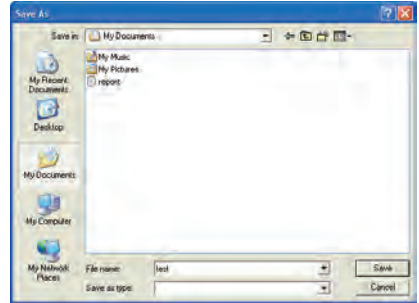 Save As
Save in:
My Documents
My Music
My Pictures
report
My Recent
Documents
Desktop
My Documents
My Computer
My Network
Places
File name:
test
Save
Save as type:
Cancel